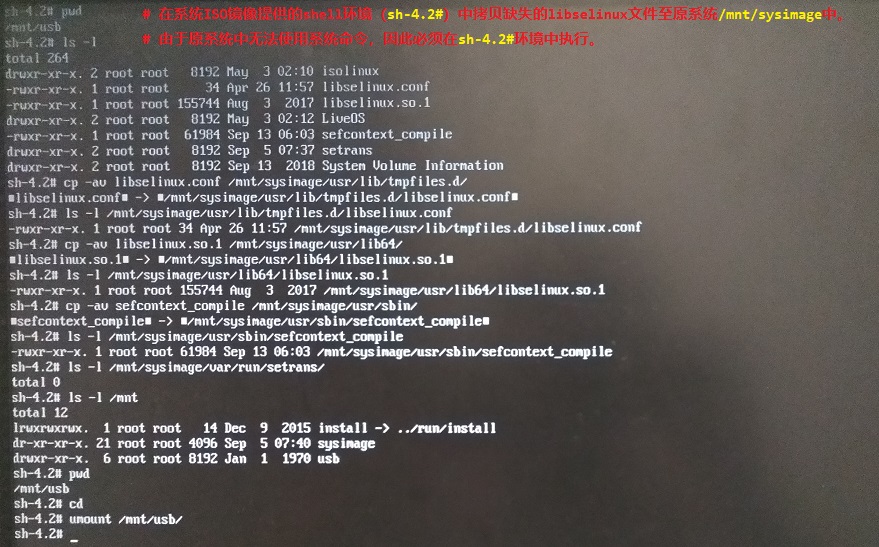 sh-4.2# pwd
# 在系统ISO镜像提供的shell环境（sh-4.2#）中拷贝缺失的libselinux文件至原系统/mnt/sysimage中。
/mnt/usb
# 由于原系统中无法使用系统命令，因此必须在sh-4.2#环境中执行。
sh-4.2# ls -l
total 264
drwxr-xr-x. 2 root root   8192 May  3 02:10 isolinux
-rwxr-xr-x. 1 root root     34 Apr 26 11:57 libselinux.conf
-rwxr-xr-x. 1 root root 155744 Aug  3  2017 libselinux.so.1
drwxr-xr-x. 2 root root   8192 May  3 02:12 LiveOS
-rwxr-xr-x. 1 root root  61984 Sep 13 06:03 sefcontext_compile
drwxr-xr-x. 2 root root   8192 Sep  5 07:37 setrans
drwxr-xr-x. 2 root root   8192 Sep 13  2018 System Volume Information
sh-4.2# cp -av libselinux.conf /mnt/sysimage/usr/lib/tmpfiles.d/
■libselinux.conf■ -> ■/mnt/sysimage/usr/lib/tmpfiles.d/libselinux.conf■
sh-4.2# ls -l /mnt/sysimage/usr/lib/tmpfiles.d/libselinux.conf
-rwxr-xr-x. 1 root root 34 Apr 26 11:57 /mnt/sysimage/usr/lib/tmpfiles.d/libselinux.conf
sh-4.2# cp -av libselinux.so.1 /mnt/sysimage/usr/lib64/
■libselinux.so.1■ -> ■/mnt/sysimage/usr/lib64/libselinux.so.1■
sh-4.2# ls -l /mnt/sysimage/usr/lib64/libselinux.so.1
-rwxr-xr-x. 1 root root 155744 Aug  3  2017 /mnt/sysimage/usr/lib64/libselinux.so.1
sh-4.2# cp -av sefcontext_compile /mnt/sysimage/usr/sbin/
■sefcontext_compile■ -> ■/mnt/sysimage/usr/sbin/sefcontext_compile■
sh-4.2# ls -l /mnt/sysimage/usr/sbin/sefcontext_compile
-rwxr-xr-x. 1 root root 61984 Sep 13 06:03 /mnt/sysimage/usr/sbin/sefcontext_compile
sh-4.2# ls -l /mnt/sysimage/var/run/setrans/
total 0
sh-4.2# ls -l /mnt
total 12
lrwxrwxrwx.  1 root root   14 Dec  9  2015 install -> ../run/install
dr-xr-xr-x. 21 root root 4096 Sep  5 07:40 sysimage
drwxr-xr-x.  6 root root 8192 Jan  1  1970 usb
sh-4.2# pwd
/mnt/usb
sh-4.2# cd
sh-4.2# umount /mnt/usb/
sh-4.2# _